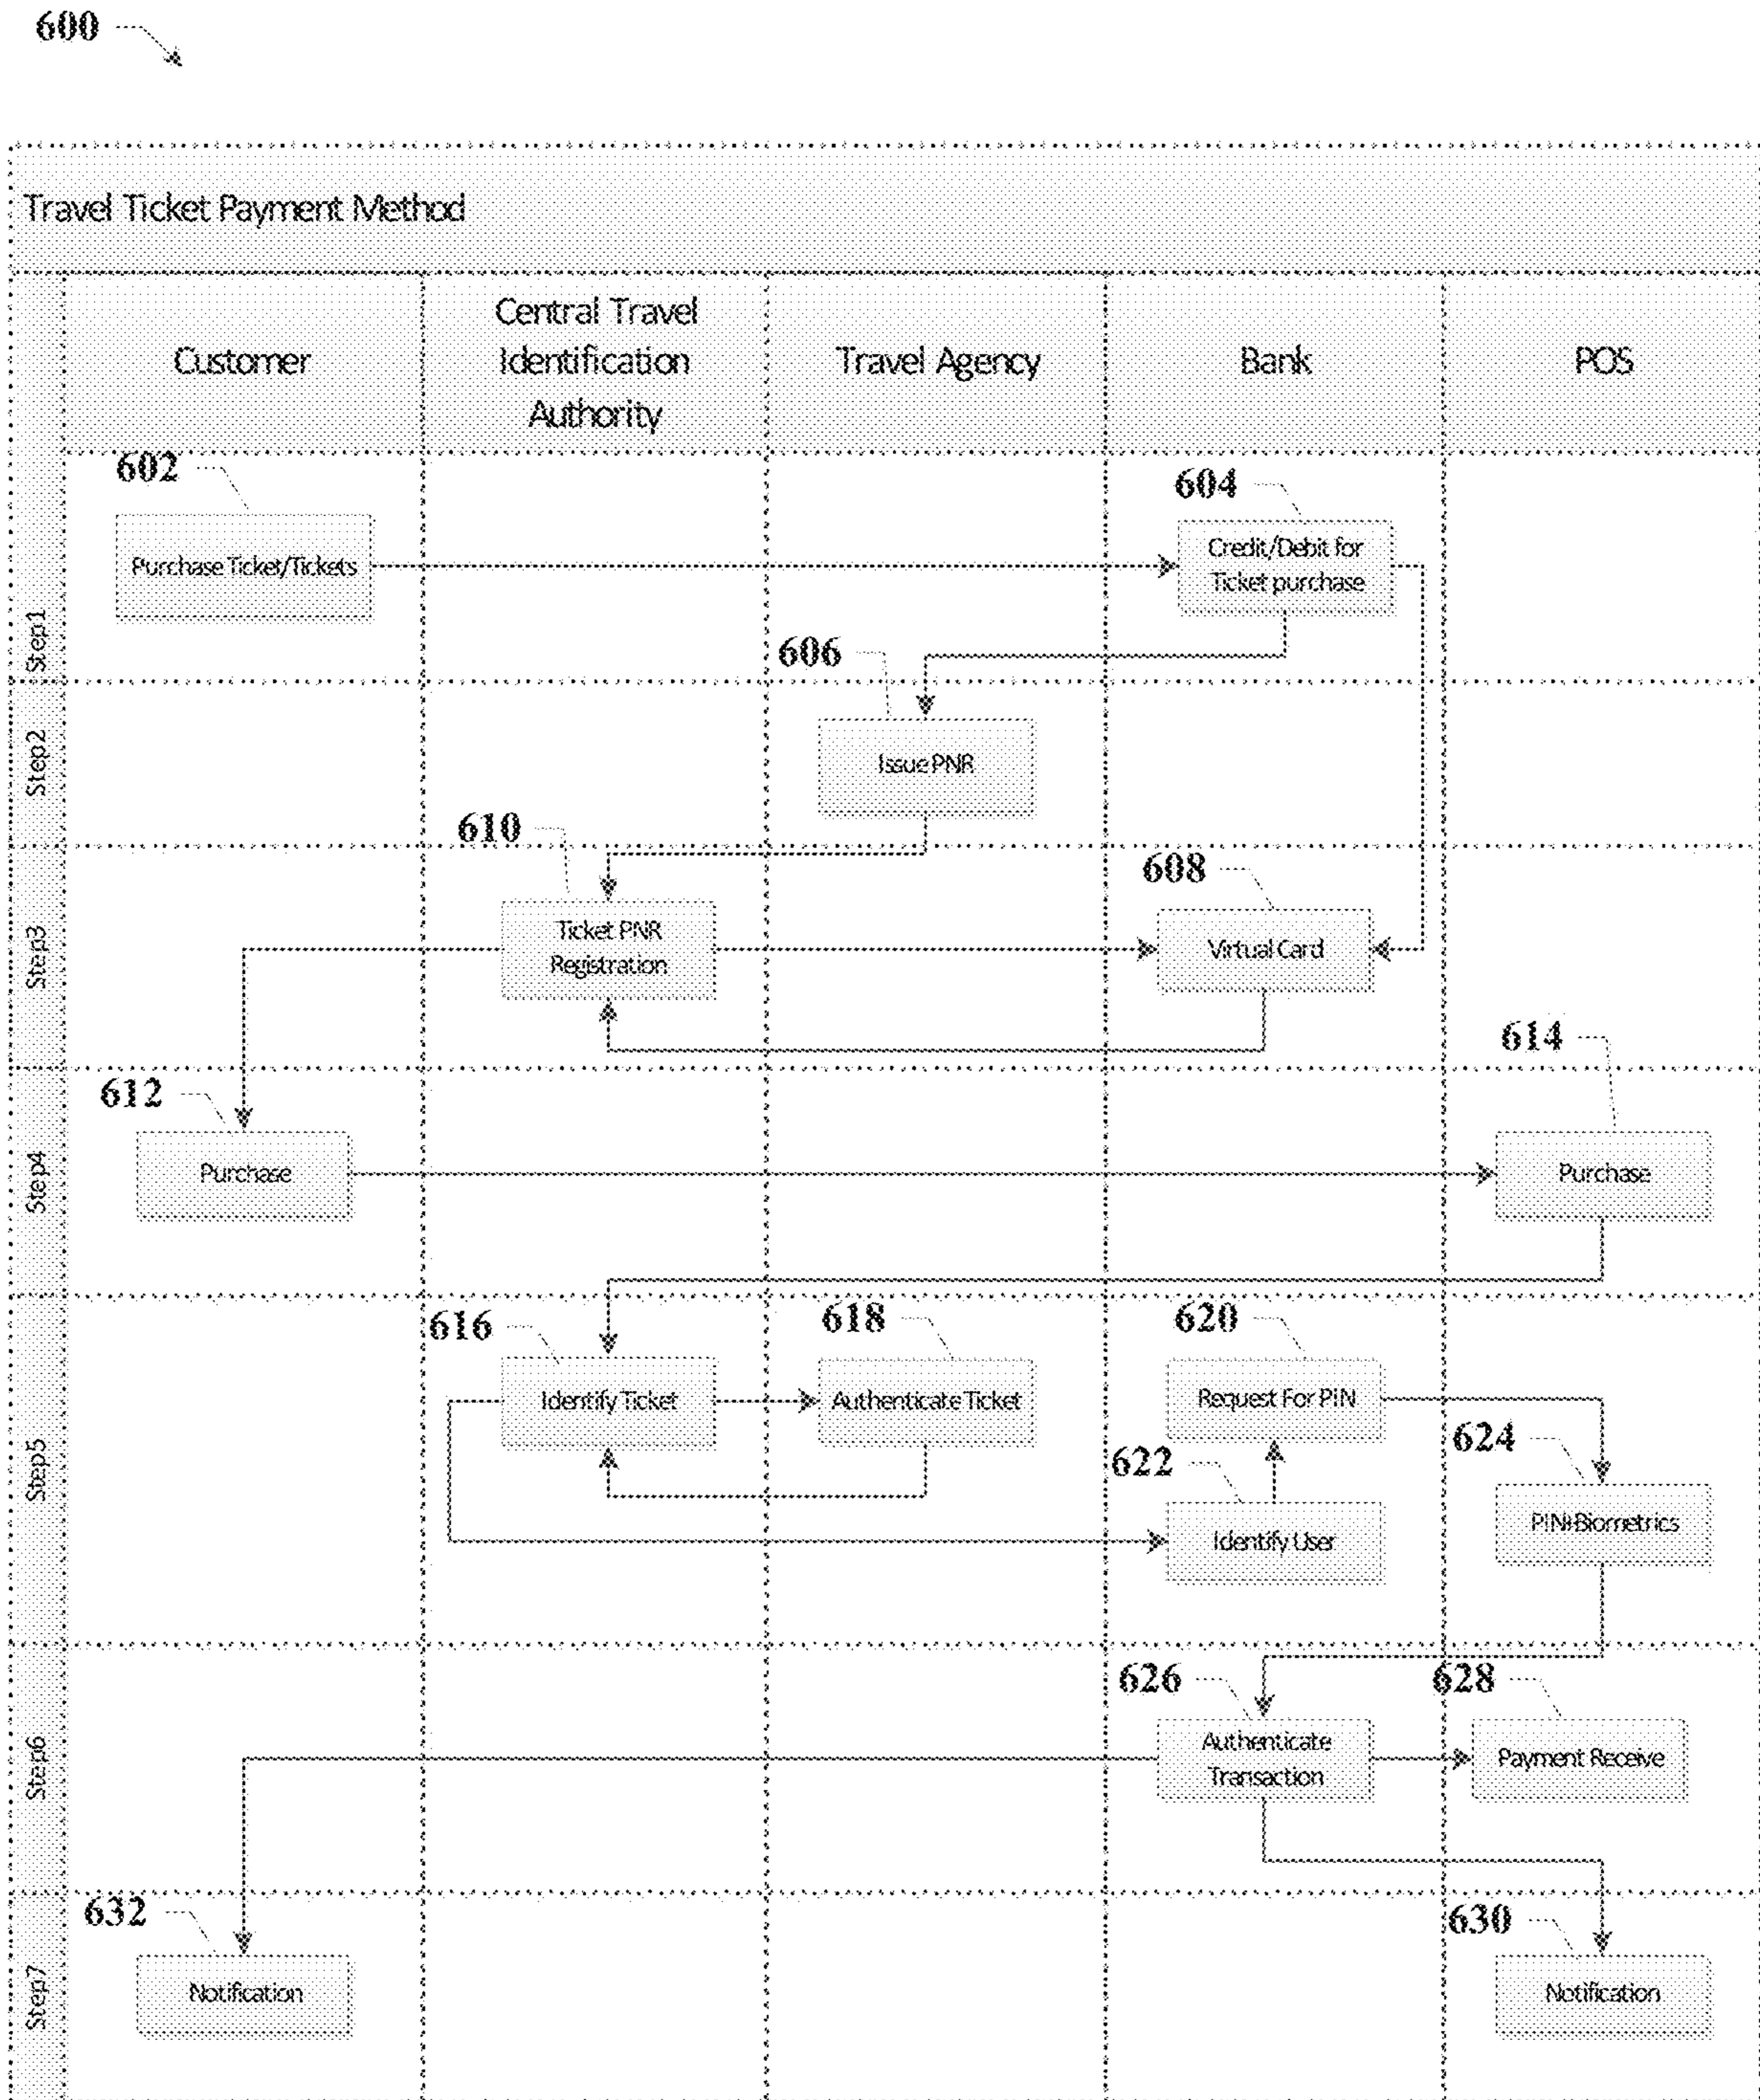 600
Travel Ticket Payment Method
Customer
Central Travel
Identification
Authority
Travel Agency
Bank
POS
Step1
602
Purchase Ticket/Tickets
604
Credit/Debit for
Ticket purchase
606
Step2
Issue PNR
610
Step3
Ticket PNR
Registration
608
Virtual Card
614
Step4
612
Purchase
Purchase
Step5
616
Identify Ticket
618
Authenticate Ticket
620
Request For PIN
622
Identify User
624
PIN+Biometrics
Step6
626
Authenticate
Transaction
628
Payment Receive
Step7
632
Notification
630
Notification